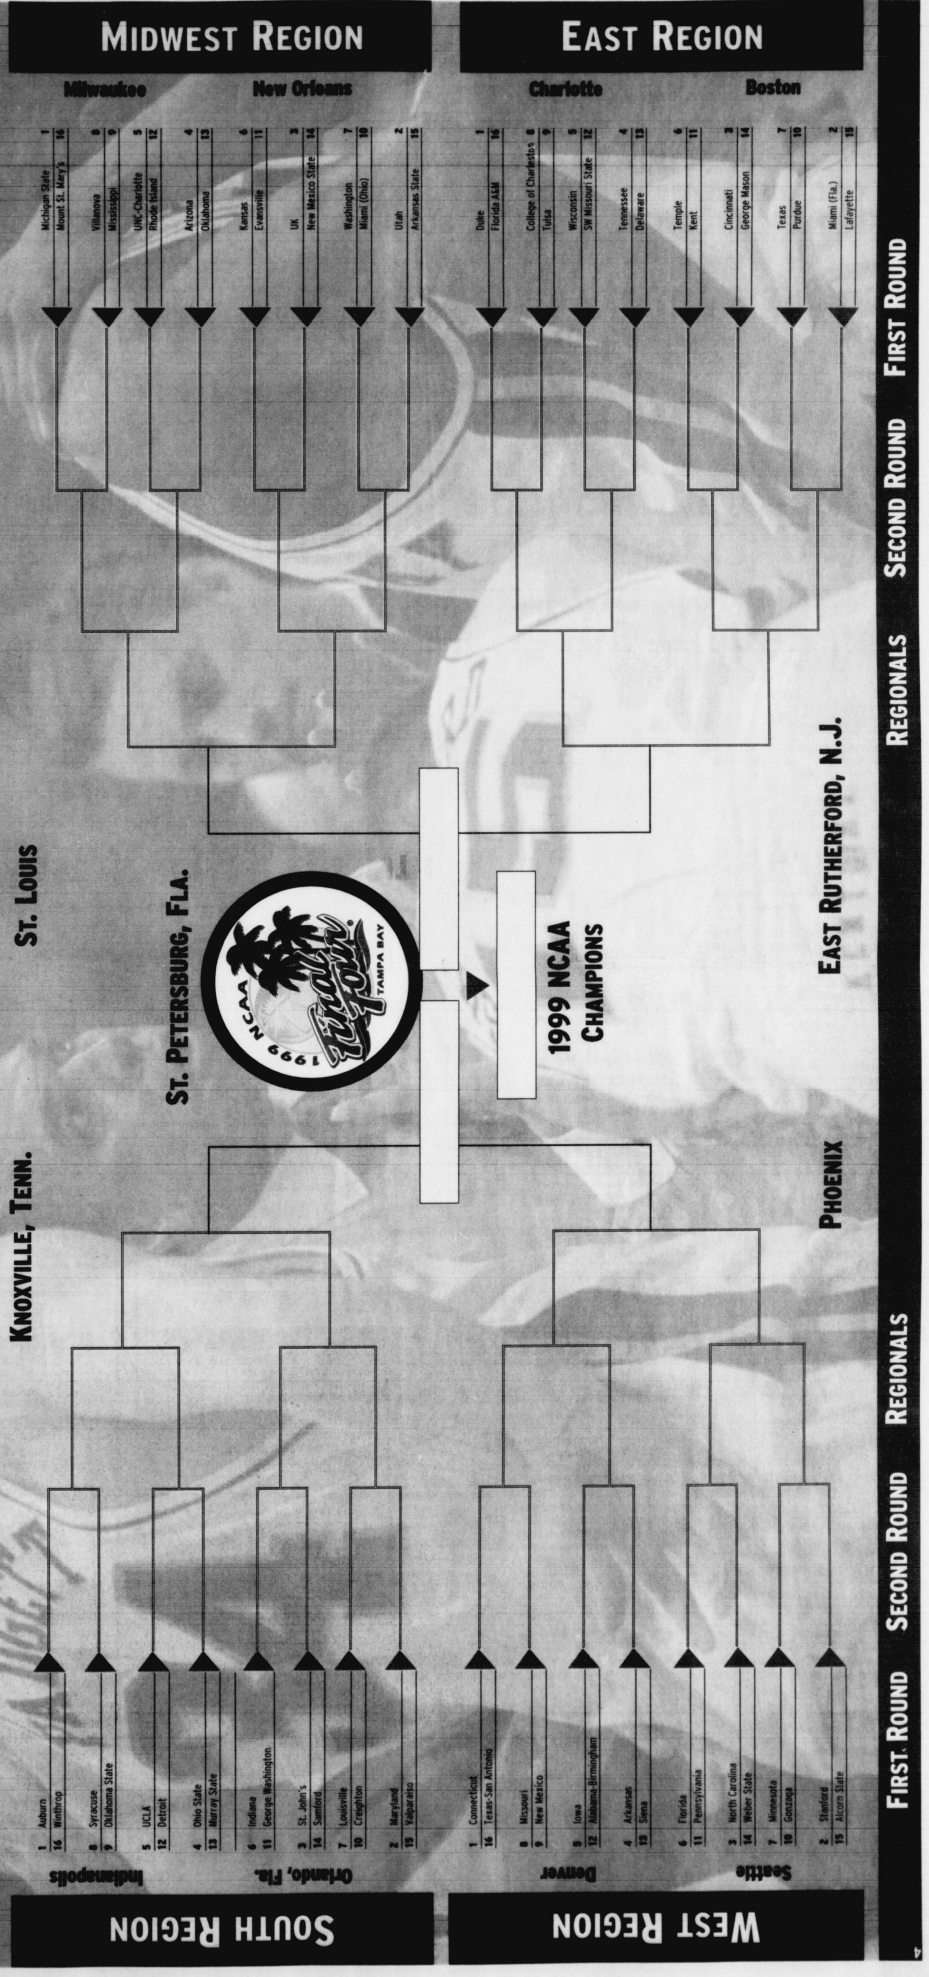 MIDWEST REGION
Milwaukee
Michigan State 1
Mount St. Mary's 16
Villanova 8
Mississippi 9
UNC-Charlotte 5
Rhode Island 12
Arizona 4
Oklahoma 13
New Orleans
Kansas 6
Evansville 11
UK 3
New Mexico State 14
Washington 7
Miami (Ohio) 10
Utah 2
Arkansas State 15
EAST REGION
Charlotte
Duke 1
Florida A&M 16
College of Charleston 8
Tulsa 9
Wisconsin 5
SW Missouri State 12
Tennessee 4
Delaware 13
Boston
Temple 6
Kent 11
Cincinnati 3
George Mason 14
Texas 7
Purdue 10
Miami (Fla.) 2
Lafayette 15
FIRST ROUND
SECOND ROUND
REGIONALS
ST. LOUIS
EAST RUTHERFORD, N.J.
ST. PETERSBURG, FLA.
1999 NCAA
Final
Four
TAMPA BAY
1999 NCAA
CHAMPIONS
KNOXVILLE, TENN.
PHOENIX
REGIONALS
SECOND ROUND
FIRST ROUND
1 Auburn
16 Winthrop
8 Syracuse
9 Oklahoma State
5 UCLA
12 Detroit
4 Ohio State
13 Murray State
Indianapolis
6 Indiana
11 George Washington
3 St. John's
14 Samford
7 Louisville
10 Creighton
2 Maryland
15 Valparaiso
Orlando, Fla.
SOUTH REGION
1 Connecticut
16 Texas-San Antonio
8 Missouri
9 New Mexico
5 Iowa
12 Alabama-Birmingham
4 Arkansas
13 Siena
Denver
6 Florida
11 Pennsylvania
3 North Carolina
14 Weber State
7 Minnesota
10 Gonzaga
2 Stanford
15 Alcorn State
Seattle
WEST REGION
4